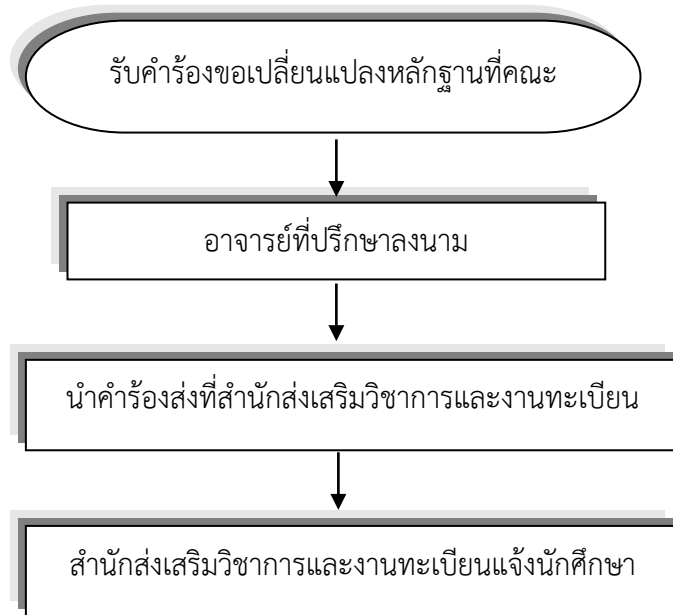 รับคำร้องขอเปลี่ยนแปลงหลักฐานที่คณะ
อาจารย์ที่ปรึกษาลงนาม
นำคำร้องส่งที่สำนักส่งเสริมวิชาการและงานทะเบียน
สำนักส่งเสริมวิชาการและงานทะเบียนแจ้งนักศึกษา